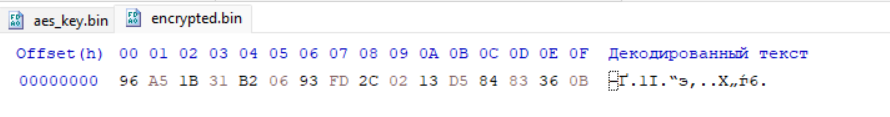 aes_key.bin encrypted.bin
Offset(h) 00 01 02 03 04 05 06 07 08 09 0A 0B 0C 0D 0E 0F Декодированный текст
00000000 96 A5 1B 31 B2 06 93 FD 2C 02 13 D5 84 83 36 0B –Ґ.1І.“э,..Х„ѓ6.